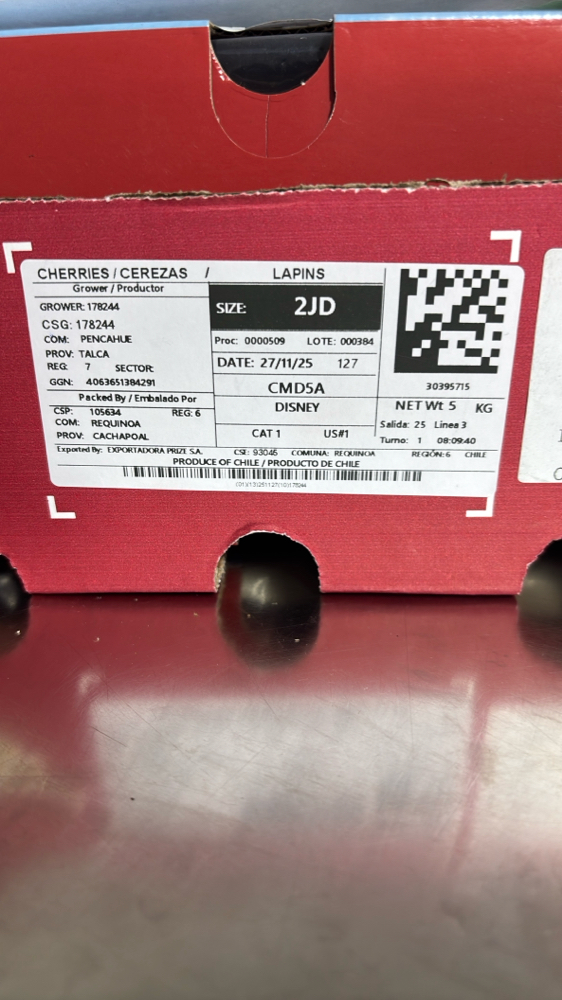 CHERRIES / CEREZAS / LAPINS
Grower / Productor
GROWER: 178244
CSG: 178244
COM: PENCAHUE
PROV: TALCA
REG: 7 SECTOR:
GGN: 4063651384291
Packed By / Embalado Por
CSP: 105634 REG: 6
COM: REQUINOA
PROV: CACHAPOAL
SIZE: 2JD
Proc: 0000509 LOTE: 000384
DATE: 27/11/25 127
CMD5A
DISNEY
CAT 1 US#1
30395715
NET Wt 5 KG
Salida: 25 Linea 3
Turno: 1 08:09:40
Exported By: EXPORTADORA PRIZE S.A. CSE: 93046 COMUNA: REQUINOA REGIÓN: 6 CHILE
PRODUCE OF CHILE / PRODUCTO DE CHILE